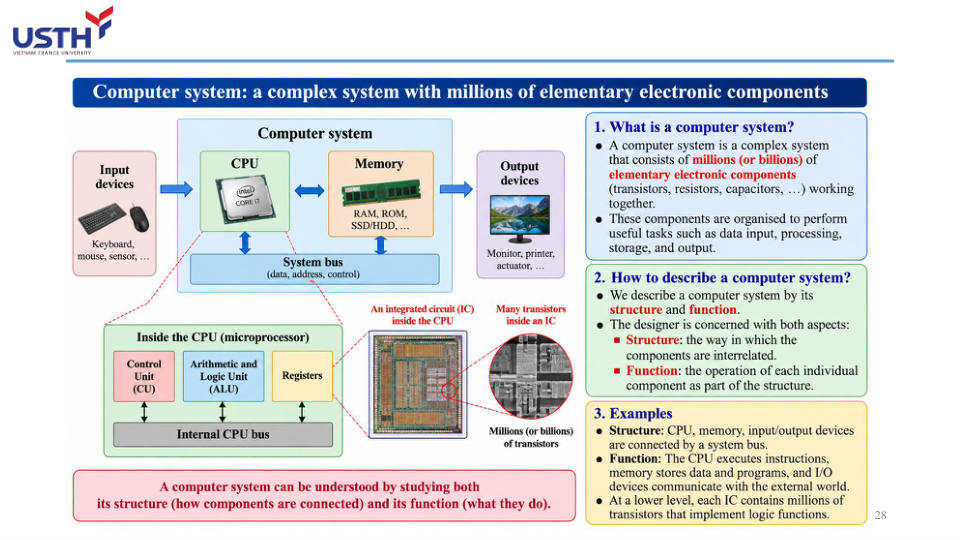 USTH
VIETNAM FRANCE UNIVERSITY
Computer system: a complex system with millions of elementary electronic components
Computer system
Input
devices
Keyboard,
mouse, sensor, …
CPU
intel
CORE i7
Memory
RAM, ROM,
SSD/HDD, …
Output
devices
Monitor, printer,
actuator, …
System bus
(data, address, control)
Inside the CPU (microprocessor)
Control
Unit
(CU)
Arithmetic and
Logic Unit
(ALU)
Registers
Internal CPU bus
An integrated circuit (IC)
inside the CPU
Many transistors
inside an IC
Millions (or billions)
of transistors
A computer system can be understood by studying both
its structure (how components are connected) and its function (what they do).
1. What is a computer system?
● A computer system is a complex system
that consists of millions (or billions) of
elementary electronic components
(transistors, resistors, capacitors, …) working
together.
● These components are organised to perform
useful tasks such as data input, processing,
storage, and output.
2. How to describe a computer system?
● We describe a computer system by its
structure and function.
● The designer is concerned with both aspects:
■ Structure: the way in which the
components are interrelated.
■ Function: the operation of each individual
component as part of the structure.
3. Examples
● Structure: CPU, memory, input/output devices
are connected by a system bus.
● Function: The CPU executes instructions,
memory stores data and programs, and I/O
devices communicate with the external world.
● At a lower level, each IC contains millions of
transistors that implement logic functions.
28